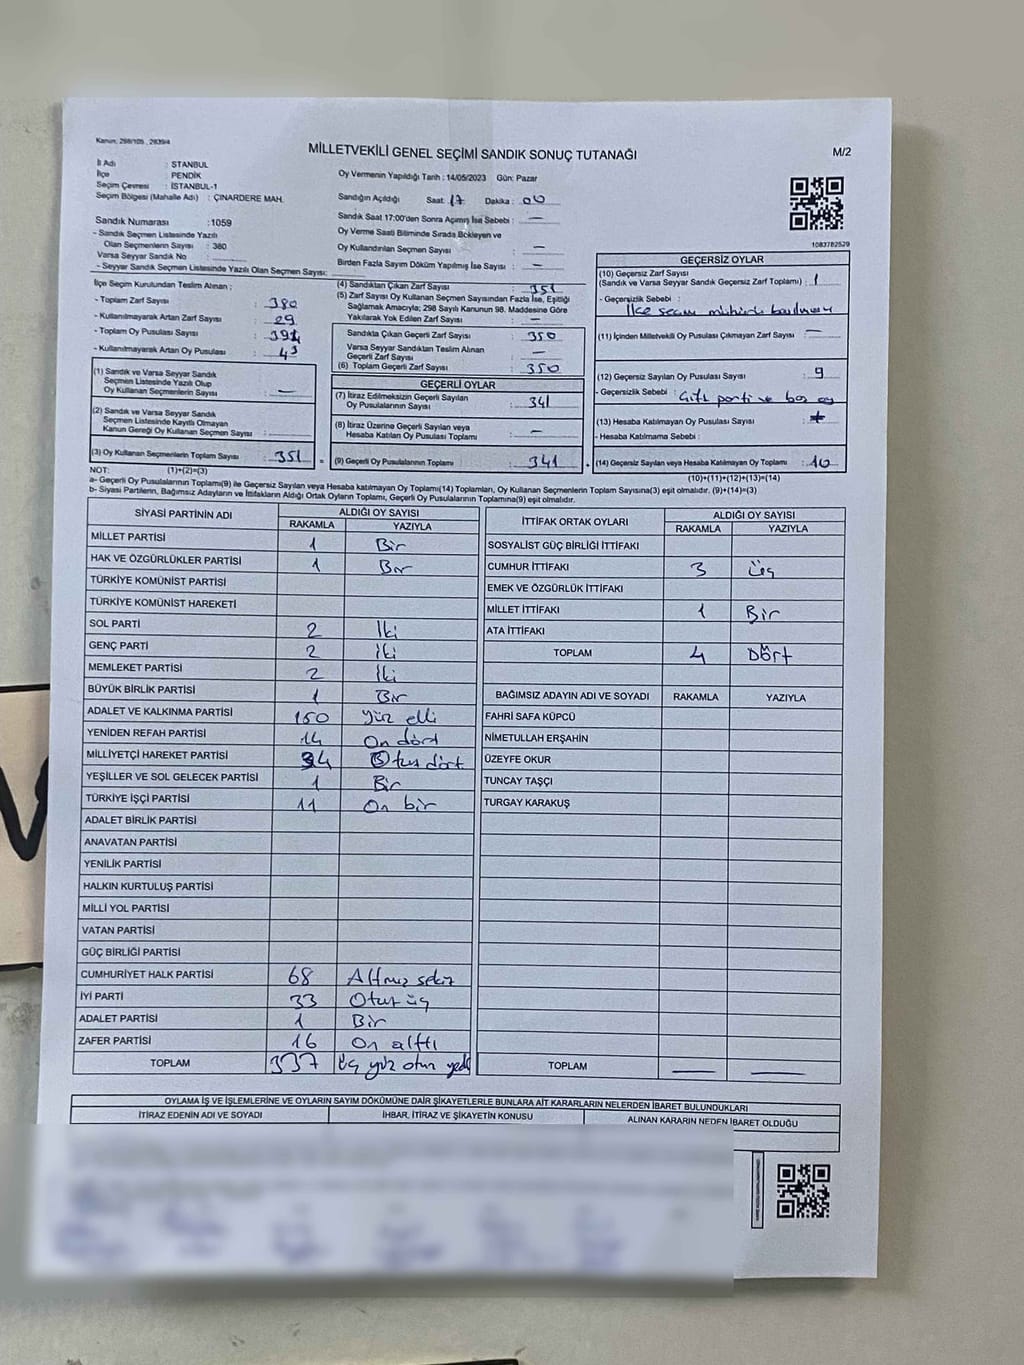 Kanun: 298/105 , 2839/4
MİLLETVEKİLİ GENEL SEÇİMİ SANDIK SONUÇ TUTANAĞI
M/2
İl Adı : STANBUL
İlçe : PENDİK
Seçim Çevresi : İSTANBUL-1
Seçim Bölgesi (Mahalle Adı) : ÇINARDERE MAH.
Sandık Numarası :1059
- Sandık Seçmen Listesinde Yazılı
Olan Seçmenlerin Sayısı : 380
Varsa Seyyar Sandık No
- Seyyar Sandık Seçmen Listesinde Yazılı Olan Seçmen Sayısı:
Oy Vermenin Yapıldığı Tarih : 14/05/2023 Gün: Pazar
Sandığın Açıldığı Saat: 17 Dakika : 00
Sandık Saat 17:00'den Sonra Açılmış İse Sebebi : —
Oy Verme Saati Bitiminde Sırada Bekleyen ve
Oy Kullandırılan Seçmen Sayısı : —
Birden Fazla Sayım Döküm Yapılmış İse Sayısı : —
1083782529
İlçe Seçim Kurulundan Teslim Alınan ;
- Toplam Zarf Sayısı : 380
- Kullanılmayarak Artan Zarf Sayısı : 29
- Toplam Oy Pusulası Sayısı :
- Kullanılmayarak Artan Oy Pusulası :
(1) Sandık ve Varsa Seyyar Sandık
Seçmen Listesinde Yazılı Olup
Oy Kullanan Seçmenlerin Sayısı : —
(2) Sandık ve Varsa Seyyar Sandık
Seçmen Listesinde Kayıtlı Olmayan
Kanun Gereği Oy Kullanan Seçmen Sayısı :
(3) Oy Kullanan Seçmenlerin Toplam Sayısı : 351
(4) Sandıktan Çıkan Zarf Sayısı : 351
(5) Zarf Sayısı Oy Kullanan Seçmen Sayısından Fazla İse, Eşitliği
Sağlamak Amacıyla; 298 Sayılı Kanunun 98. Maddesine Göre
Yakılarak Yok Edilen Zarf Sayısı : —
Sandıkta Çıkan Geçerli Zarf Sayısı : 350
Varsa Seyyar Sandıktan Teslim Alınan
Geçerli Zarf Sayısı : —
(6) Toplam Geçerli Zarf Sayısı : 350
GEÇERLİ OYLAR
(7) İtiraz Edilmeksizin Geçerli Sayılan
Oy Pusulalarının Sayısı : 341
(8) İtiraz Üzerine Geçerli Sayılan veya
Hesaba Katılan Oy Pusulası Toplamı : —
= (9) Geçerli Oy Pusulalarının Toplamı : 341
GEÇERSİZ OYLAR
(10) Geçersiz Zarf Sayısı
(Sandık ve Varsa Seyyar Sandık Geçersiz Zarf Toplamı) : 1
- Geçersizlik Sebebi :
İlçe seçim mühürü
(11) İçinden Milletvekili Oy Pusulası Çıkmayan Zarf Sayısı : —
(12) Geçersiz Sayılan Oy Pusulası Sayısı : 9
- Geçersizlik Sebebi : Çift parti ve boş oy
(13) Hesaba Katılmayan Oy Pusulası Sayısı :
- Hesaba Katılmama Sebebi :
+ (14) Geçersiz Sayılan veya Hesaba Katılmayan Oy Toplamı : 10
NOT: (1)+(2)=(3)
(10)+(11)+(12)+(13)=(14)
a- Geçerli Oy Pusulalarının Toplamı(9) ile Geçersiz Sayılan veya Hesaba katılmayan Oy Toplamı(14) Toplamları, Oy Kullanan Seçmenlerin Toplam Sayısına(3) eşit olmalıdır. (9)+(14)=(3)
b- Siyasi Partilerin, Bağımsız Adayların ve İttifakların Aldığı Ortak Oyların Toplamı, Geçerli Oy Pusulalarının Toplamına(9) eşit olmalıdır.
SİYASİ PARTİNİN ADI ALDIĞI OY SAYISI
RAKAMLA YAZIYLA
MİLLET PARTİSİ 1 Bir
HAK VE ÖZGÜRLÜKLER PARTİSİ 1 Bir
TÜRKİYE KOMÜNİST PARTİSİ
TÜRKİYE KOMÜNİST HAREKETİ
SOL PARTİ 2 İki
GENÇ PARTİ 2 İki
MEMLEKET PARTİSİ 2 İki
BÜYÜK BİRLİK PARTİSİ 1 Bir
ADALET VE KALKINMA PARTİSİ 150 Yüz elli
YENİDEN REFAH PARTİSİ 14 On dört
MİLLİYETÇİ HAREKET PARTİSİ 34 Otuz dört
YEŞİLLER VE SOL GELECEK PARTİSİ 1 Bir
TÜRKİYE İŞÇİ PARTİSİ 11 On bir
ADALET BİRLİK PARTİSİ
ANAVATAN PARTİSİ
YENİLİK PARTİSİ
HALKIN KURTULUŞ PARTİSİ
MİLLİ YOL PARTİSİ
VATAN PARTİSİ
GÜÇ BİRLİĞİ PARTİSİ
CUMHURİYET HALK PARTİSİ 68 Altmış sekiz
İYİ PARTİ 33 Otuz üç
ADALET PARTİSİ 1 Bir
ZAFER PARTİSİ 16 On altı
TOPLAM 337 Üç yüz otuz yedi
İTTİFAK ORTAK OYLARI ALDIĞI OY SAYISI
RAKAMLA YAZIYLA
SOSYALİST GÜÇ BİRLİĞİ İTTİFAKI
CUMHUR İTTİFAKI 3 Üç
EMEK VE ÖZGÜRLÜK İTTİFAKI
MİLLET İTTİFAKI 1 Bir
ATA İTTİFAKI
TOPLAM 4 Dört
BAĞIMSIZ ADAYIN ADI VE SOYADI RAKAMLA YAZIYLA
FAHRİ SAFA KÜPCÜ
NİMETULLAH ERŞAHİN
ÜZEYFE OKUR
TUNCAY TAŞÇI
TURGAY KARAKUŞ
TOPLAM — —
OYLAMA İŞ VE İŞLEMLERİNE VE OYLARIN SAYIM DÖKÜMÜNE DAİR ŞİKAYETLERLE BUNLARA AİT KARARLARIN NELERDEN İBARET BULUNDUKLARI
İTİRAZ EDENİN ADI VE SOYADI İHBAR, İTİRAZ VE ŞİKAYETİN KONUSU ALINAN KARARIN NEDEN İBARET OLDUĞU